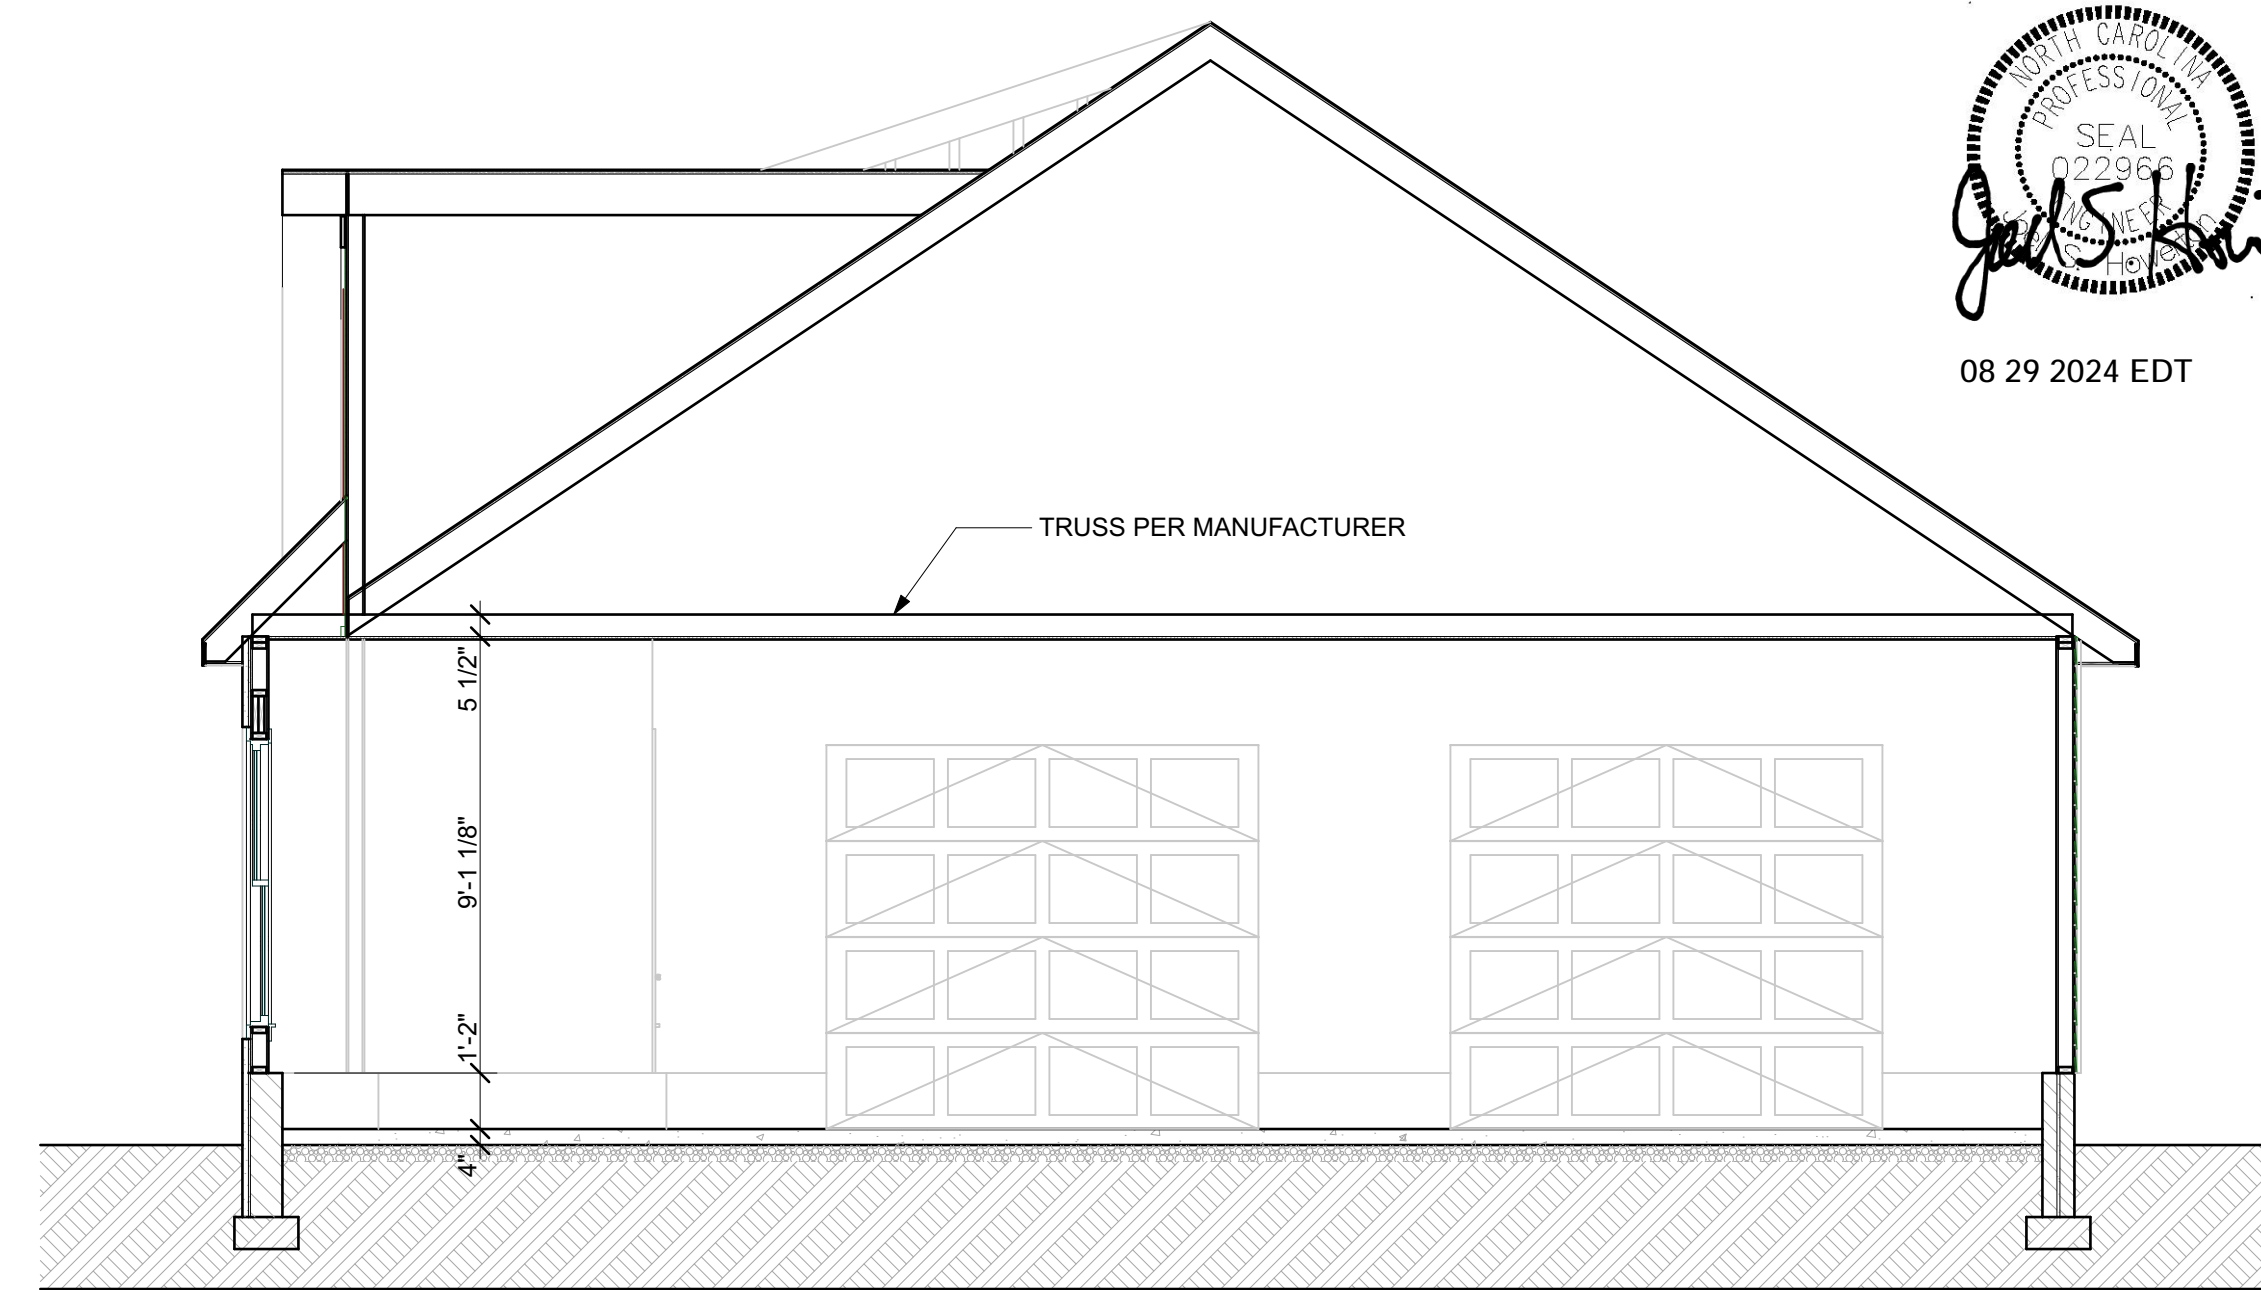 NORTH CAROLINA
PROFESSIONAL
SEAL
022966
ENGINEER
08 29 2024 EDT
TRUSS PER MANUFACTURER
5 1/2"
9'-1 1/8"
1'-2"
4"